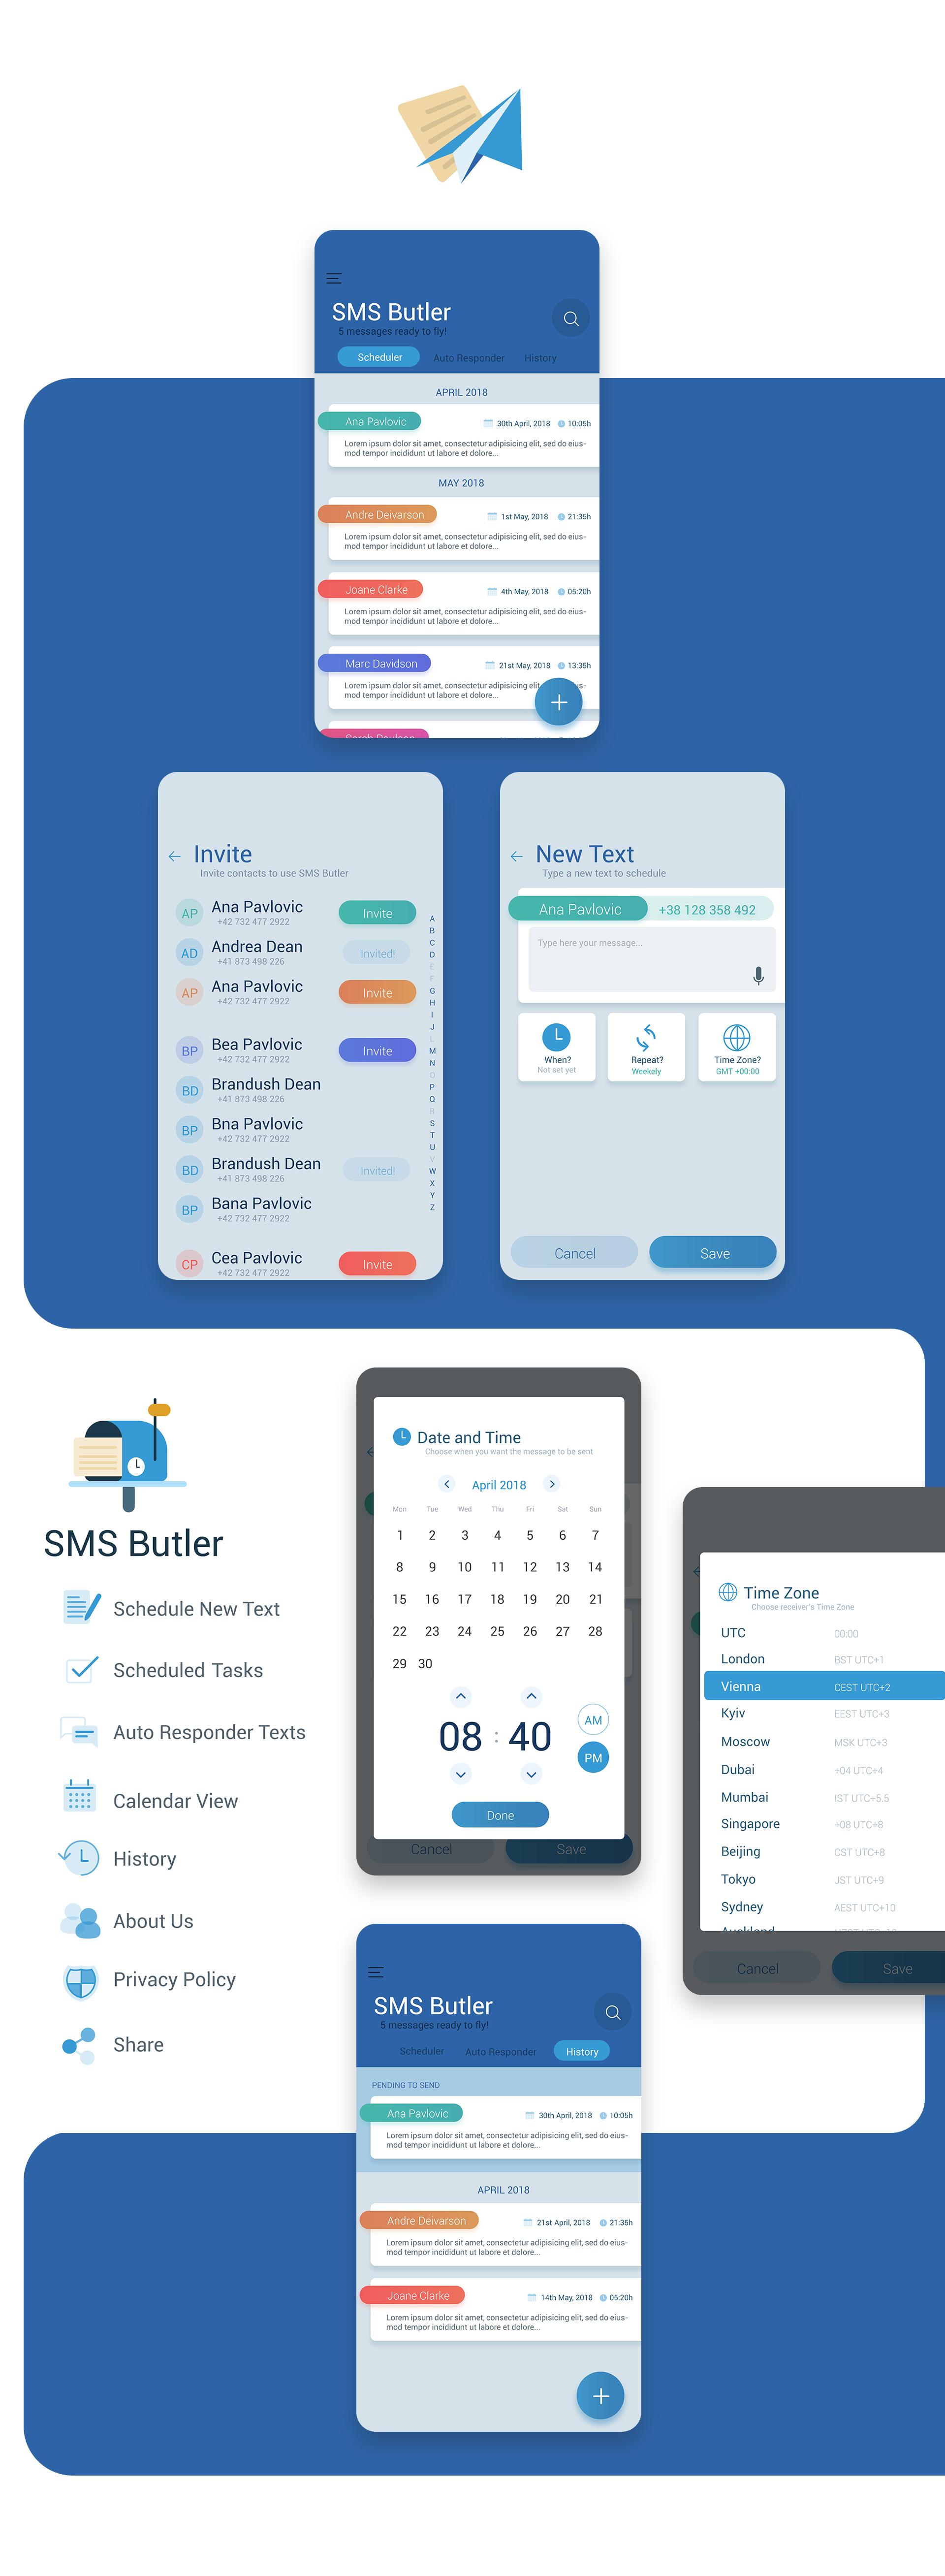 SMS Butler
5 messages ready to fly!
Scheduler Auto Responder History
APRIL 2018
Ana Pavlovic 30th April, 2018 10:05h
Lorem ipsum dolor sit amet, consectetur adipisicing elit, sed do eius-
mod tempor incididunt ut labore et dolore...
MAY 2018
Andre Deivarson 1st May, 2018 21:35h
Lorem ipsum dolor sit amet, consectetur adipisicing elit, sed do eius-
mod tempor incididunt ut labore et dolore...
Joane Clarke 4th May, 2018 05:20h
Lorem ipsum dolor sit amet, consectetur adipisicing elit, sed do eius-
mod tempor incididunt ut labore et dolore...
Marc Davidson 21st May, 2018 13:35h
Lorem ipsum dolor sit amet, consectetur adipisicing elit us-
mod tempor incididunt ut labore et dolore...
Invite
Invite contacts to use SMS Butler
AP Ana Pavlovic Invite
+42 732 477 2922
AD Andrea Dean Invited!
+41 873 498 226
AP Ana Pavlovic Invite
+42 732 477 2922
BP Bea Pavlovic Invite
+42 732 477 2922
BD Brandush Dean
+41 873 498 226
BP Bna Pavlovic
+42 732 477 2922
BD Brandush Dean Invited!
+41 873 498 226
BP Bana Pavlovic
+42 732 477 2922
CP Cea Pavlovic Invite
+42 732 477 2922
A
B
C
D
E
F
G
H
I
J
L
M
N
O
P
Q
R
S
T
U
V
W
X
Y
Z
New Text
Type a new text to schedule
Ana Pavlovic +38 128 358 492
Type here your message...
When? Repeat? Time Zone?
Not set yet Weekly GMT +00:00
Cancel Save
SMS Butler
Schedule New Text
Scheduled Tasks
Auto Responder Texts
Calendar View
History
About Us
Privacy Policy
Share
Date and Time
Choose when you want the message to be sent
April 2018
Mon Tue Wed Thu Fri Sat Sun
1 2 3 4 5 6 7
8 9 10 11 12 13 14
15 16 17 18 19 20 21
22 23 24 25 26 27 28
29 30
08 : 40
AM
PM
Done
Cancel Save
Time Zone
Choose receiver's Time Zone
UTC 00:00
London BST UTC+1
Vienna CEST UTC+2
Kyiv EEST UTC+3
Moscow MSK UTC+3
Dubai +04 UTC+4
Mumbai IST UTC+5.5
Singapore +08 UTC+8
Beijing CST UTC+8
Tokyo JST UTC+9
Sydney AEST UTC+10
Cancel Save
SMS Butler
5 messages ready to fly!
Scheduler Auto Responder History
PENDING TO SEND
Ana Pavlovic 30th April, 2018 10:05h
Lorem ipsum dolor sit amet, consectetur adipisicing elit, sed do eius-
mod tempor incididunt ut labore et dolore...
APRIL 2018
Andre Deivarson 21st April, 2018 21:35h
Lorem ipsum dolor sit amet, consectetur adipisicing elit, sed do eius-
mod tempor incididunt ut labore et dolore...
Joane Clarke 14th May, 2018 05:20h
Lorem ipsum dolor sit amet, consectetur adipisicing elit, sed do eius-
mod tempor incididunt ut labore et dolore...